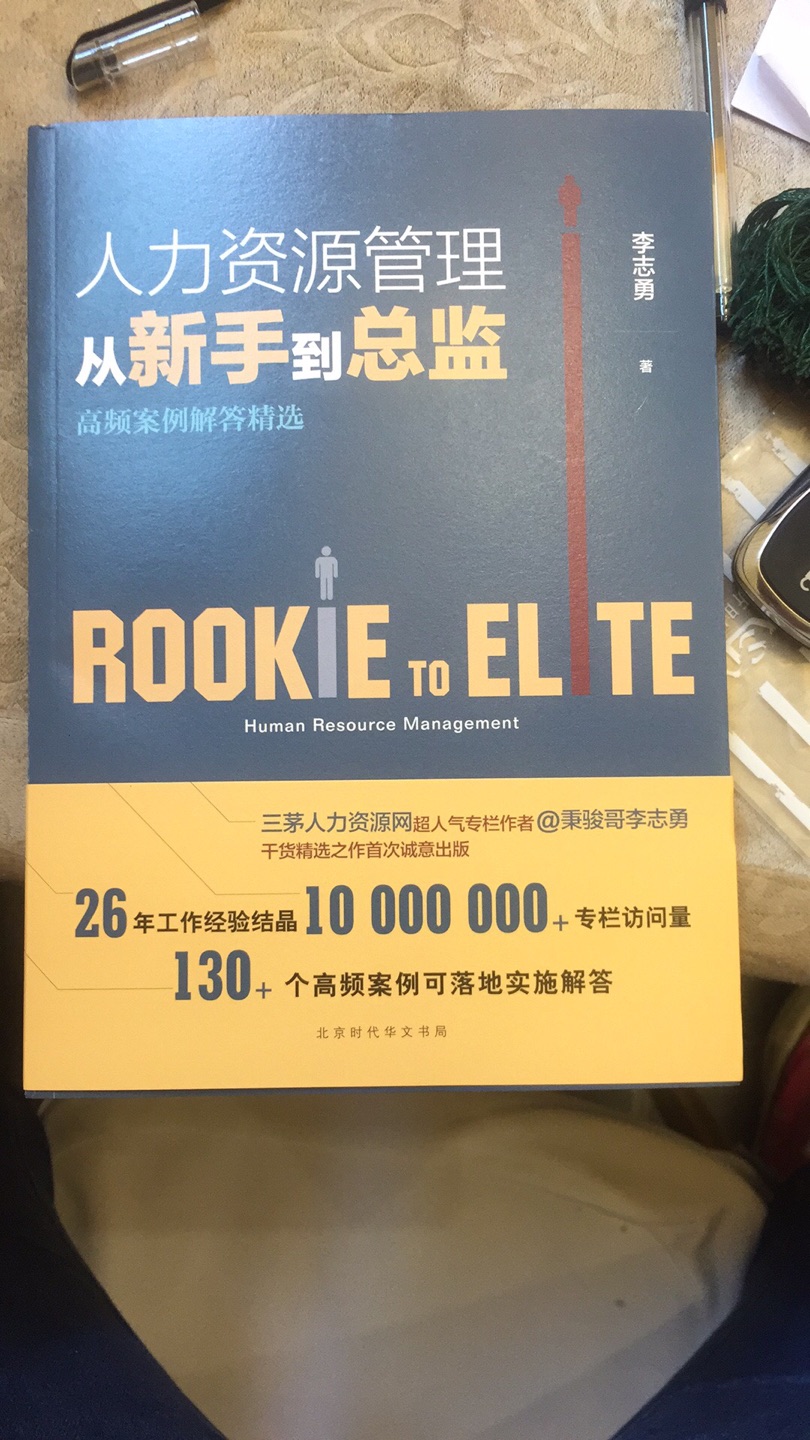 人力资源管理
从新手到总监
高频案例解答精选
李志勇
著
ROOKIE TO ELITE
Human Resource Management
三茅人力资源网超人气专栏作者@秉骏哥李志勇
干货精选之作首次诚意出版
26年工作经验结晶10 000 000+专栏访问量
130+个高频案例可落地实施解答
北京时代华文书局